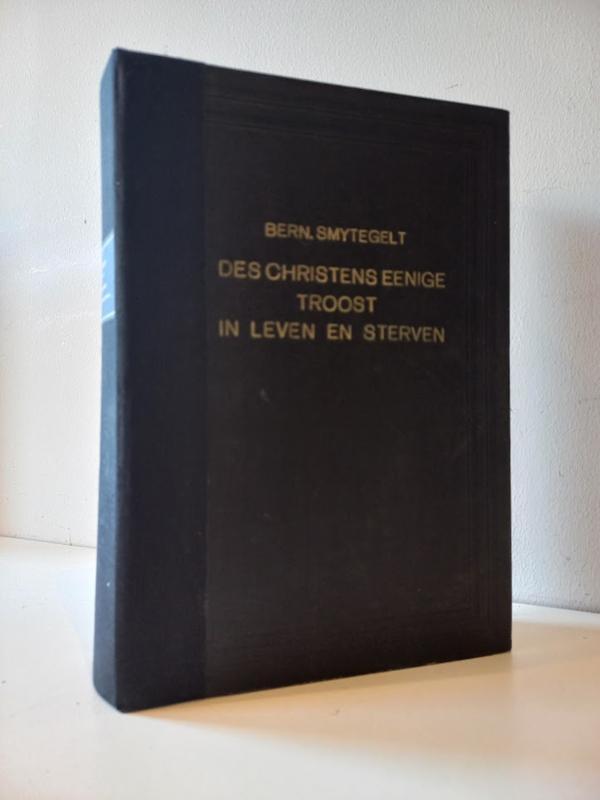 BERN. SMYTEGELT
DES CHRISTENS EENIGE
TROOST
IN LEVEN EN STERVEN